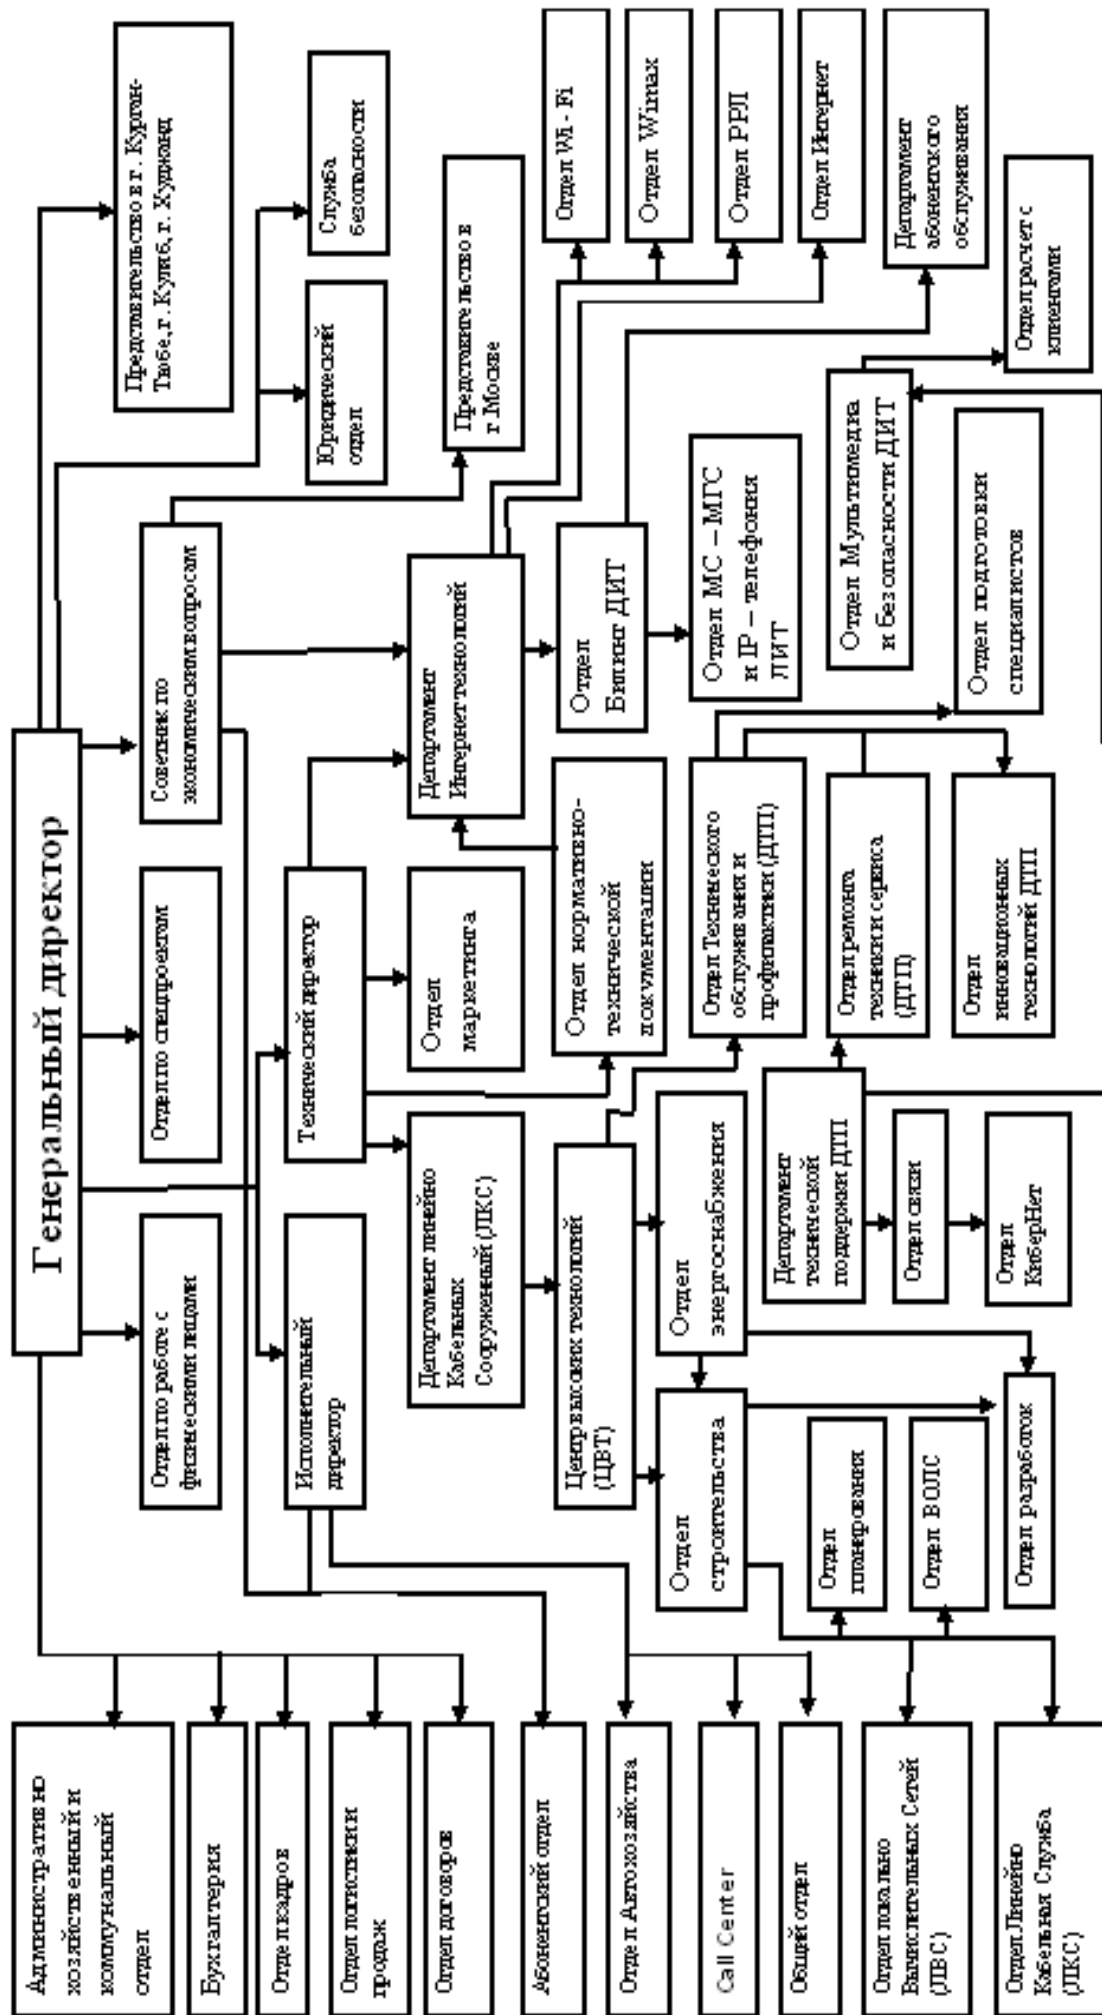 Генеральный директор
Административно
хозяйственный и
коммунальный
отдел
Бухгалтерия
Отдел кадров
Отдел логистики и
продаж
Отдел договоров
Абонентский отдел
Отдел Автохозяйства
Call Center
Общий отдел
Отдел локально
Вычислительных Сетей
(ЛВС)
Отдел Линейно
Кабельная Служба
(ЛКС)
Отдел по работе с
физическими лицами
Отдел по спецпроектам
Советник по
экономическим вопросам
Представительство в г. Курган-
Тюбе, г. Куляб, г. Худжанд
Юридический
отдел
Служба
безопасности
Исполнительный
директор
Технический директор
Представительство в
г Москве
Департамент линейно
Кабельных
Сооруженный (ЛКС)
Отдел
маркетинга
Департамент
Интернет технологий
Центр высоких технологий
(ЦВТ)
Отдел нормативно-
технической
документации
Отдел
Билинг ДИТ
Отдел Wi - Fi
Отдел Wimax
Отдел РРЛ
Отдел Интернет
Департамент
абонентского
обслуживания
Отдел
строительства
Отдел
энергоснабжения
Отдел Технического
обслуживания и
профилактики (ДТП)
Отдел МС – МГС
и IP – телефония
ЛИТ
Отдел
планирования
Отдел ВОЛС
Отдел разработок
Департамент
технической
поддержки ДТП
Отдел связи
Отдел
КиберНет
Отдел ремонта
техники и сервиса
(ДТП)
Отдел
инновационных
технологий ДТП
Отдел Мультимедиа
и безопасности ДИТ
Отдел подготовки
специалистов
Отдел расчет с
клиентами